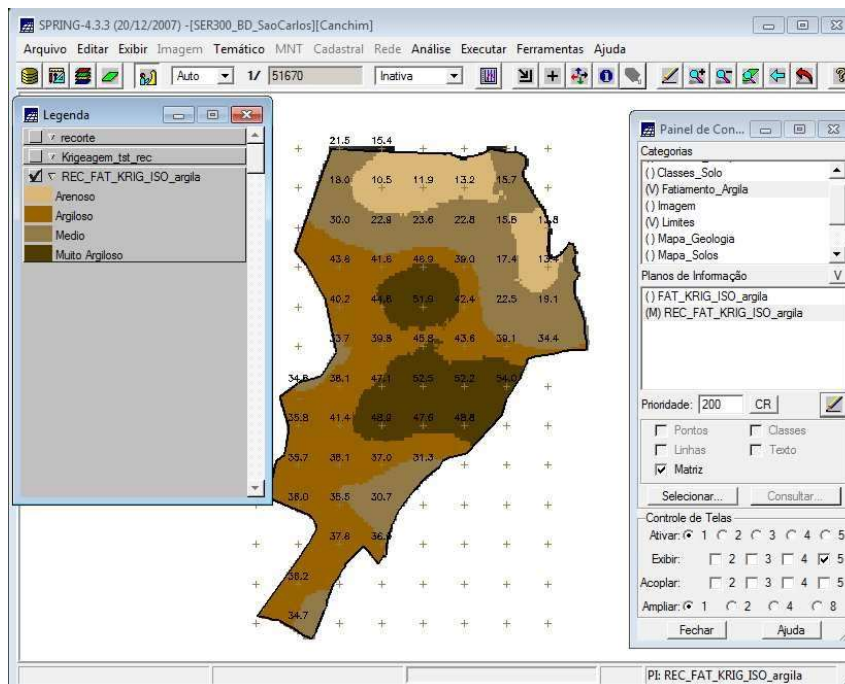 SPRING-4.3.3 (20/12/2007) -[SER300_BD_SaoCarlos][Canchim]
Arquivo Editar Exibir Imagem Temático MNT Cadastral Rede Análise Executar Ferramentas Ajuda
Auto 1/ 51670 Inativa
Legenda
recorte
Krigeagem_tst_rec
REC_FAT_KRIG_ISO_argila
Arenoso
Argiloso
Medio
Muito Argiloso
21.5 15.4
18.0 10.5 11.9 13.2 15.7
30.0 22.9 23.6 22.8 15.8
43.6 41.6 46.9 39.0 17.4
40.2 44.6 51.9 42.4 22.5 19.1
33.7 39.8 45.8 43.6 39.1 34.4
38.1 47.1 52.5 52.2 54.0
35.8 41.4 48.9 47.6 48.8
35.7 38.1 37.0 31.3
38.0 35.5 30.7
37.6
38.2
34.7
Painel de Con...
Categorias
() Classes_Solo
(V) Fatiamento_Argila
() Imagem
(V) Limites
() Mapa_Geologia
() Mapa_Solos
Planos de Informação V
() FAT_KRIG_ISO_argila
(M) REC_FAT_KRIG_ISO_argila
Prioridade: 200 CR
Pontos Classes
Linhas Texto
Matriz
Selecionar... Consultar...
Controle de Telas
Ativar: 1 2 3 4 5
Exibir: 2 3 4 5
Acoplar: 2 3 4 5
Ampliar: 1 2 4 8
Fechar Ajuda
PI: REC_FAT_KRIG_ISO_argila